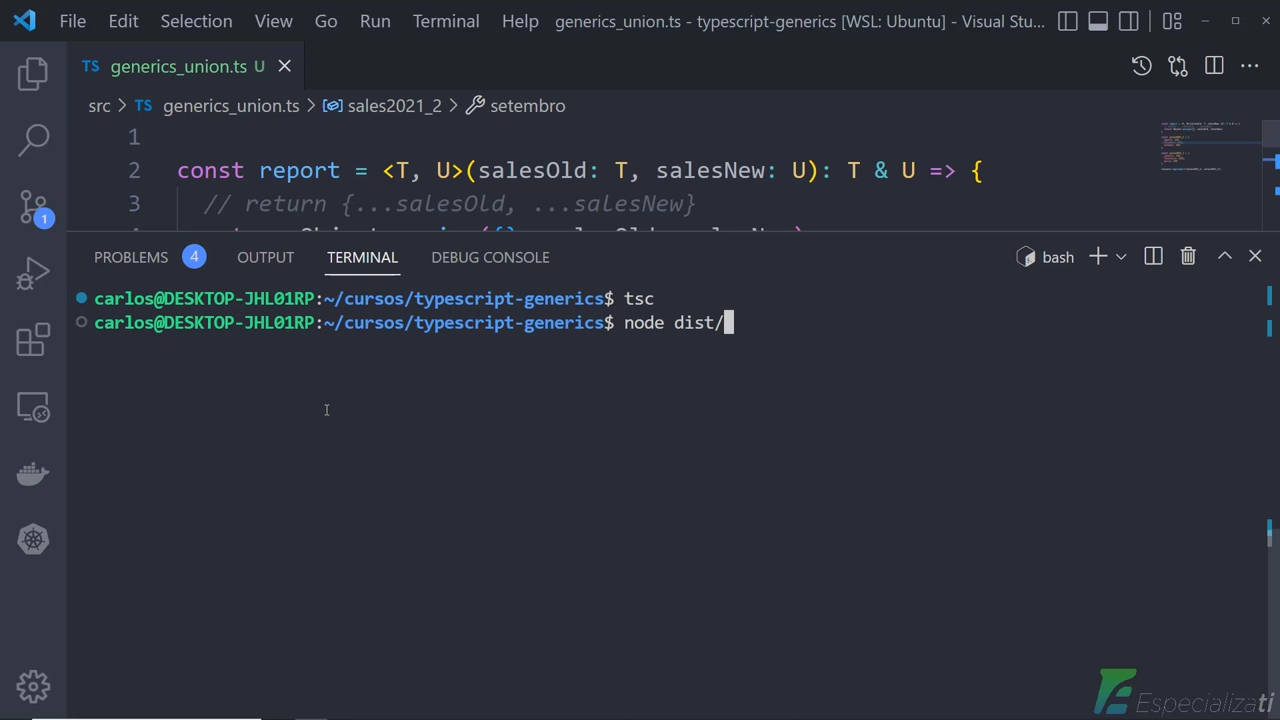 File Edit Selection View Go Run Terminal Help generics_union.ts - typescript-generics [WSL: Ubuntu] - Visual Stu...
TS generics_union.ts U
src > TS generics_union.ts > sales2021_2 > setembro
1
2 const report = <T, U>(salesOld: T, salesNew: U): T & U => {
3 // return {...salesOld, ...salesNew}
PROBLEMS 4 OUTPUT TERMINAL DEBUG CONSOLE bash
carlos@DESKTOP-JHL01RP:~/cursos/typescript-generics$ tsc
carlos@DESKTOP-JHL01RP:~/cursos/typescript-generics$ node dist/
1
Especializati